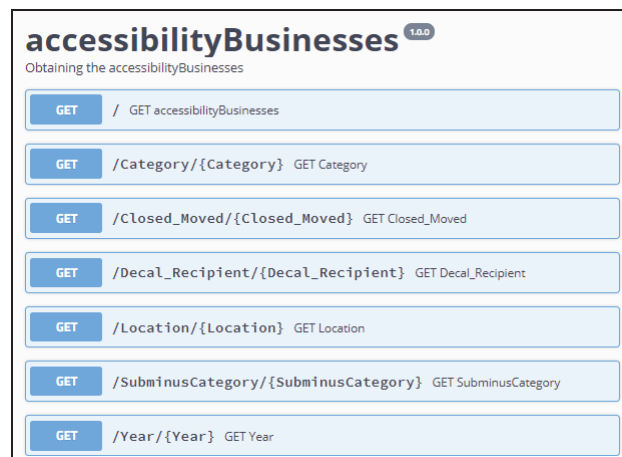 accessibilityBusinesses 1.0.0
Obtaining the accessibilityBusinesses
GET / GET accessibilityBusinesses
GET /Category/{Category} GET Category
GET /Closed_Moved/{Closed_Moved} GET Closed_Moved
GET /Decal_Recipient/{Decal_Recipient} GET Decal_Recipient
GET /Location/{Location} GET Location
GET /SubminusCategory/{SubminusCategory} GET SubminusCategory
GET /Year/{Year} GET Year